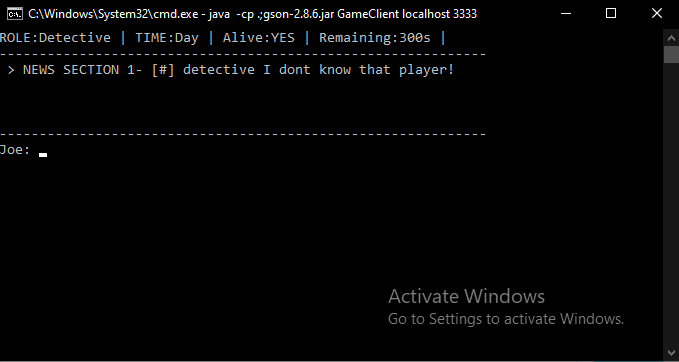 C:\Windows\System32\cmd.exe - java -cp .;gson-2.8.6.jar GameClient localhost 3333
ROLE:Detective | TIME:Day | Alive:YES | Remaining:300s |
-------------------------------------------------------------
> NEWS SECTION 1- [#] detective I dont know that player!
-------------------------------------------------------------
Joe:
Activate Windows
Go to Settings to activate Windows.